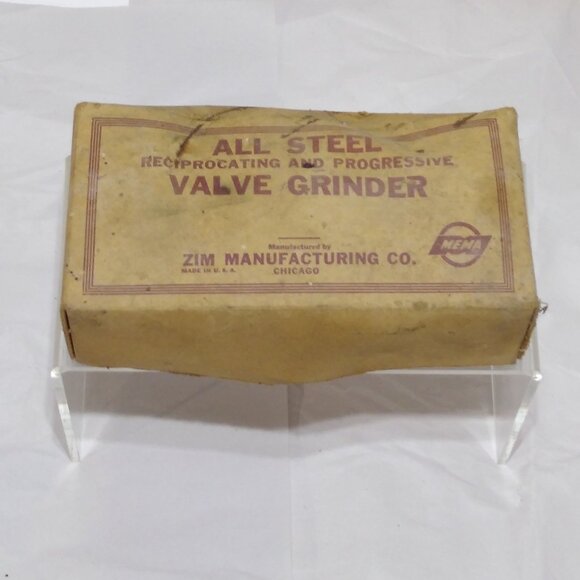 ALL STEEL
RECIPROCATING AND PROGRESSIVE
VALVE GRINDER
Manufactured by
ZIM MANUFACTURING CO.
MADE IN U.S.A. CHICAGO
MEMA